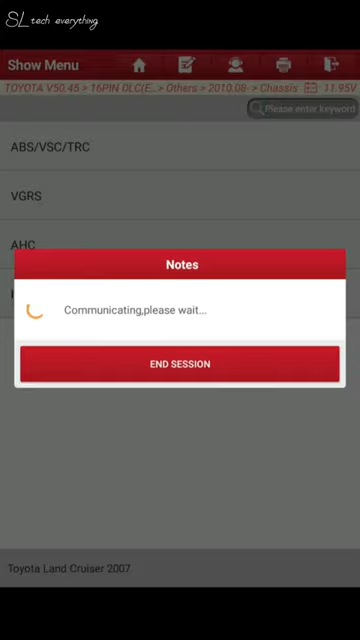 SL tech everything
Show Menu
TOYOTA V50.45 > 16PIN DLC(E... > Others > 2010.08- > Chassis 11.95V
Please enter keyword
ABS/VSC/TRC
VGRS
AHC
Notes
Communicating,please wait...
END SESSION
Toyota Land Cruiser 2007